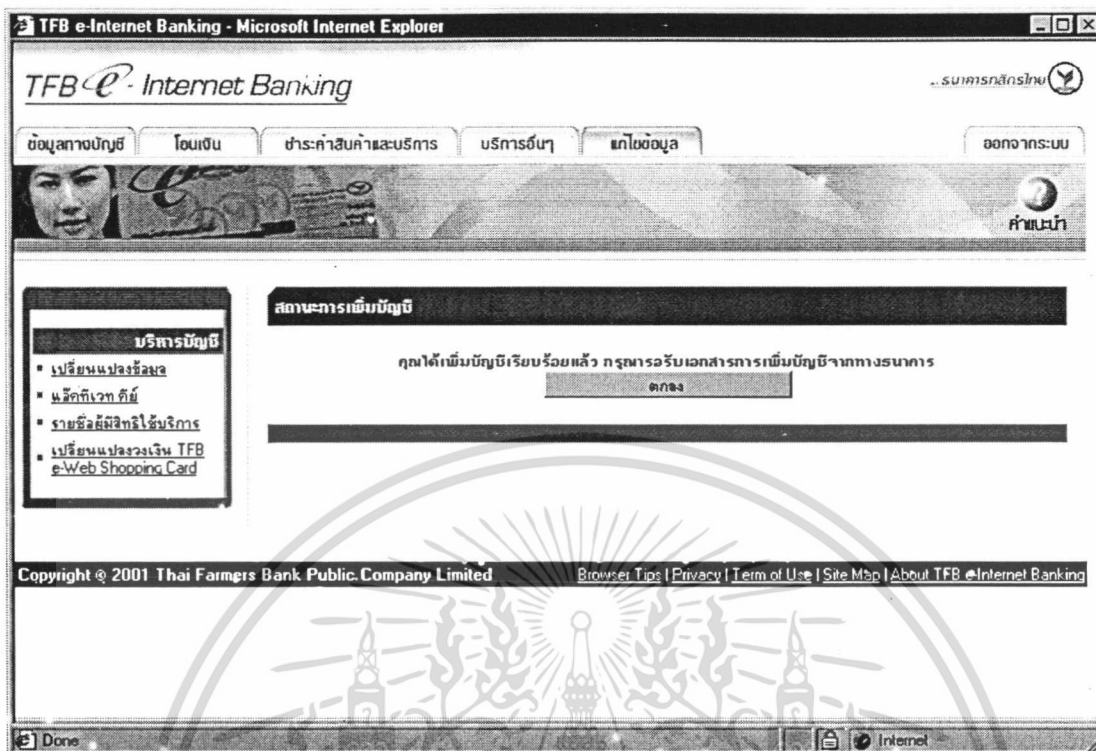 TFB e-Internet Banking - Microsoft Internet Explorer
TFB e - Internet Banking
...ธนาคารกสิกรไทย
ข้อมูลทางบัญชี โอนเงิน ชำระค่าสินค้าและบริการ บริการอื่นๆ แก้ไขข้อมูล ออกจากระบบ
คำแนะนำ
สถานะการเพิ่มบัญชี
บริหารบัญชี
คุณได้เพิ่มบัญชีเรียบร้อยแล้ว กรุณารอรับเอกสารการเพิ่มบัญชีจากทางธนาคาร
ตกลง
เปลี่ยนแปลงข้อมูล
แอ็คทีเวท คีย์
รายชื่อผู้มีสิทธิใช้บริการ
เปลี่ยนแปลงวงเงิน TFB
e-Web Shopping Card
Copyright © 2001 Thai Farmers Bank Public Company Limited Browser Tips | Privacy | Term of Use | Site Map | About TFB e-Internet Banking
Done Internet